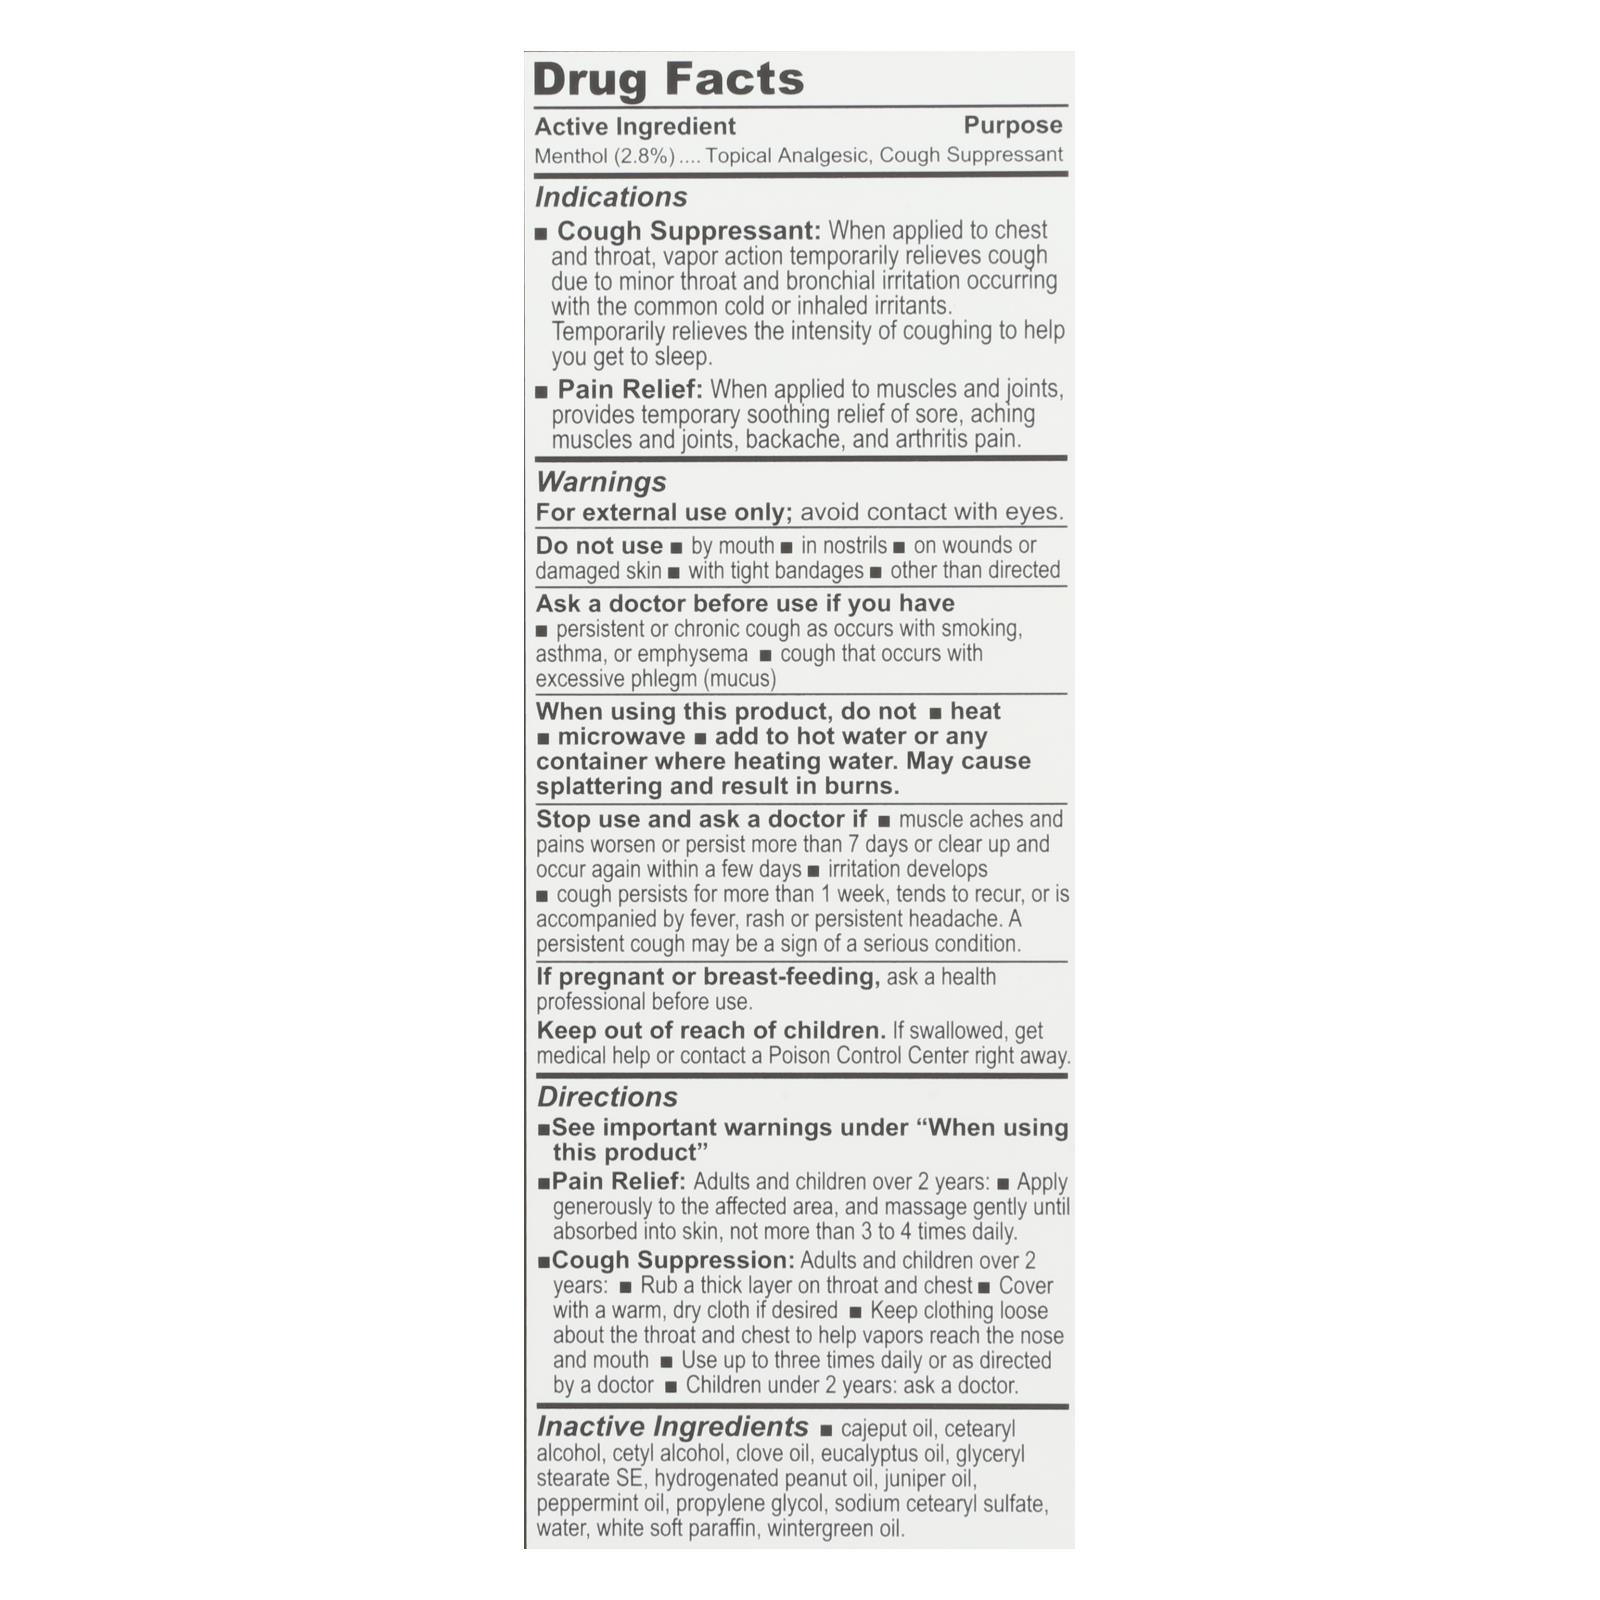 Drug Facts
Active Ingredient Purpose
Menthol (2.8%) .... Topical Analgesic, Cough Suppressant
Indications
■ Cough Suppressant: When applied to chest
and throat, vapor action temporarily relieves cough
due to minor throat and bronchial irritation occurring
with the common cold or inhaled irritants.
Temporarily relieves the intensity of coughing to help
you get to sleep.
■ Pain Relief: When applied to muscles and joints,
provides temporary soothing relief of sore, aching
muscles and joints, backache, and arthritis pain.
Warnings
For external use only; avoid contact with eyes.
Do not use ■ by mouth ■ in nostrils ■ on wounds or
damaged skin ■ with tight bandages ■ other than directed
Ask a doctor before use if you have
■ persistent or chronic cough as occurs with smoking,
asthma, or emphysema ■ cough that occurs with
excessive phlegm (mucus)
When using this product, do not ■ heat
■ microwave ■ add to hot water or any
container where heating water. May cause
splattering and result in burns.
Stop use and ask a doctor if ■ muscle aches and
pains worsen or persist more than 7 days or clear up and
occur again within a few days ■ irritation develops
■ cough persists for more than 1 week, tends to recur, or is
accompanied by fever, rash or persistent headache. A
persistent cough may be a sign of a serious condition.
If pregnant or breast-feeding, ask a health
professional before use.
Keep out of reach of children. If swallowed, get
medical help or contact a Poison Control Center right away.
Directions
■See important warnings under “When using
this product”
■Pain Relief: Adults and children over 2 years: ■ Apply
generously to the affected area, and massage gently until
absorbed into skin, not more than 3 to 4 times daily.
■Cough Suppression: Adults and children over 2
years: ■ Rub a thick layer on throat and chest ■ Cover
with a warm, dry cloth if desired ■ Keep clothing loose
about the throat and chest to help vapors reach the nose
and mouth ■ Use up to three times daily or as directed
by a doctor ■ Children under 2 years: ask a doctor.
Inactive Ingredients ■ cajeput oil, cetearyl
alcohol, cetyl alcohol, clove oil, eucalyptus oil, glyceryl
stearate SE, hydrogenated peanut oil, juniper oil,
peppermint oil, propylene glycol, sodium cetearyl sulfate,
water, white soft paraffin, wintergreen oil.